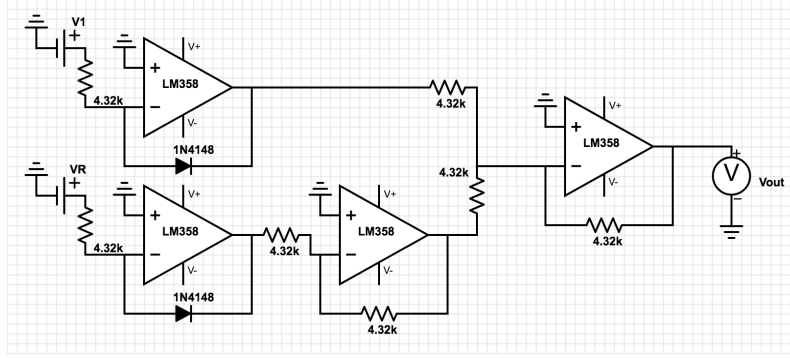 V1
+
V+
+
LM358
4.32k
−
V-
1N4148
4.32k
V+
+
LM358
−
V-
4.32k
+
V
−
Vout
VR
+
V+
+
LM358
4.32k
−
V-
1N4148
4.32k
V+
+
LM358
−
V-
4.32k
4.32k